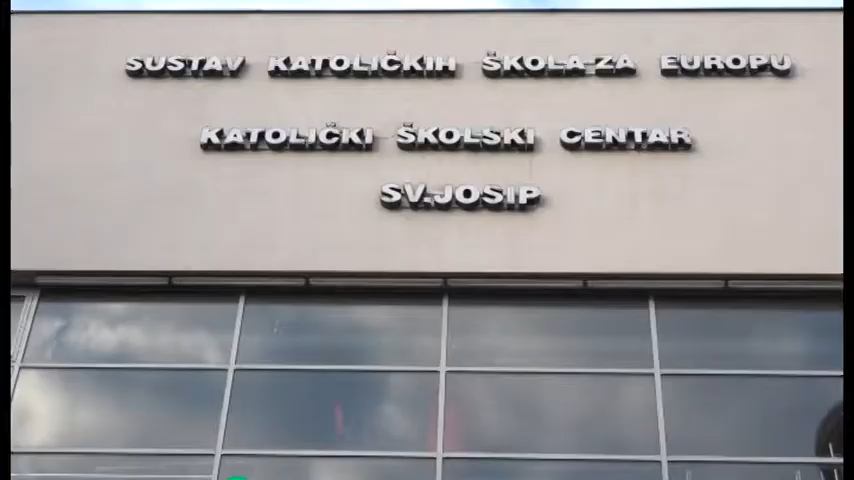 SUSTAV KATOLIČKIH ŠKOLA ZA EUROPU
KATOLIČKI ŠKOLSKI CENTAR
SV.JOSIP